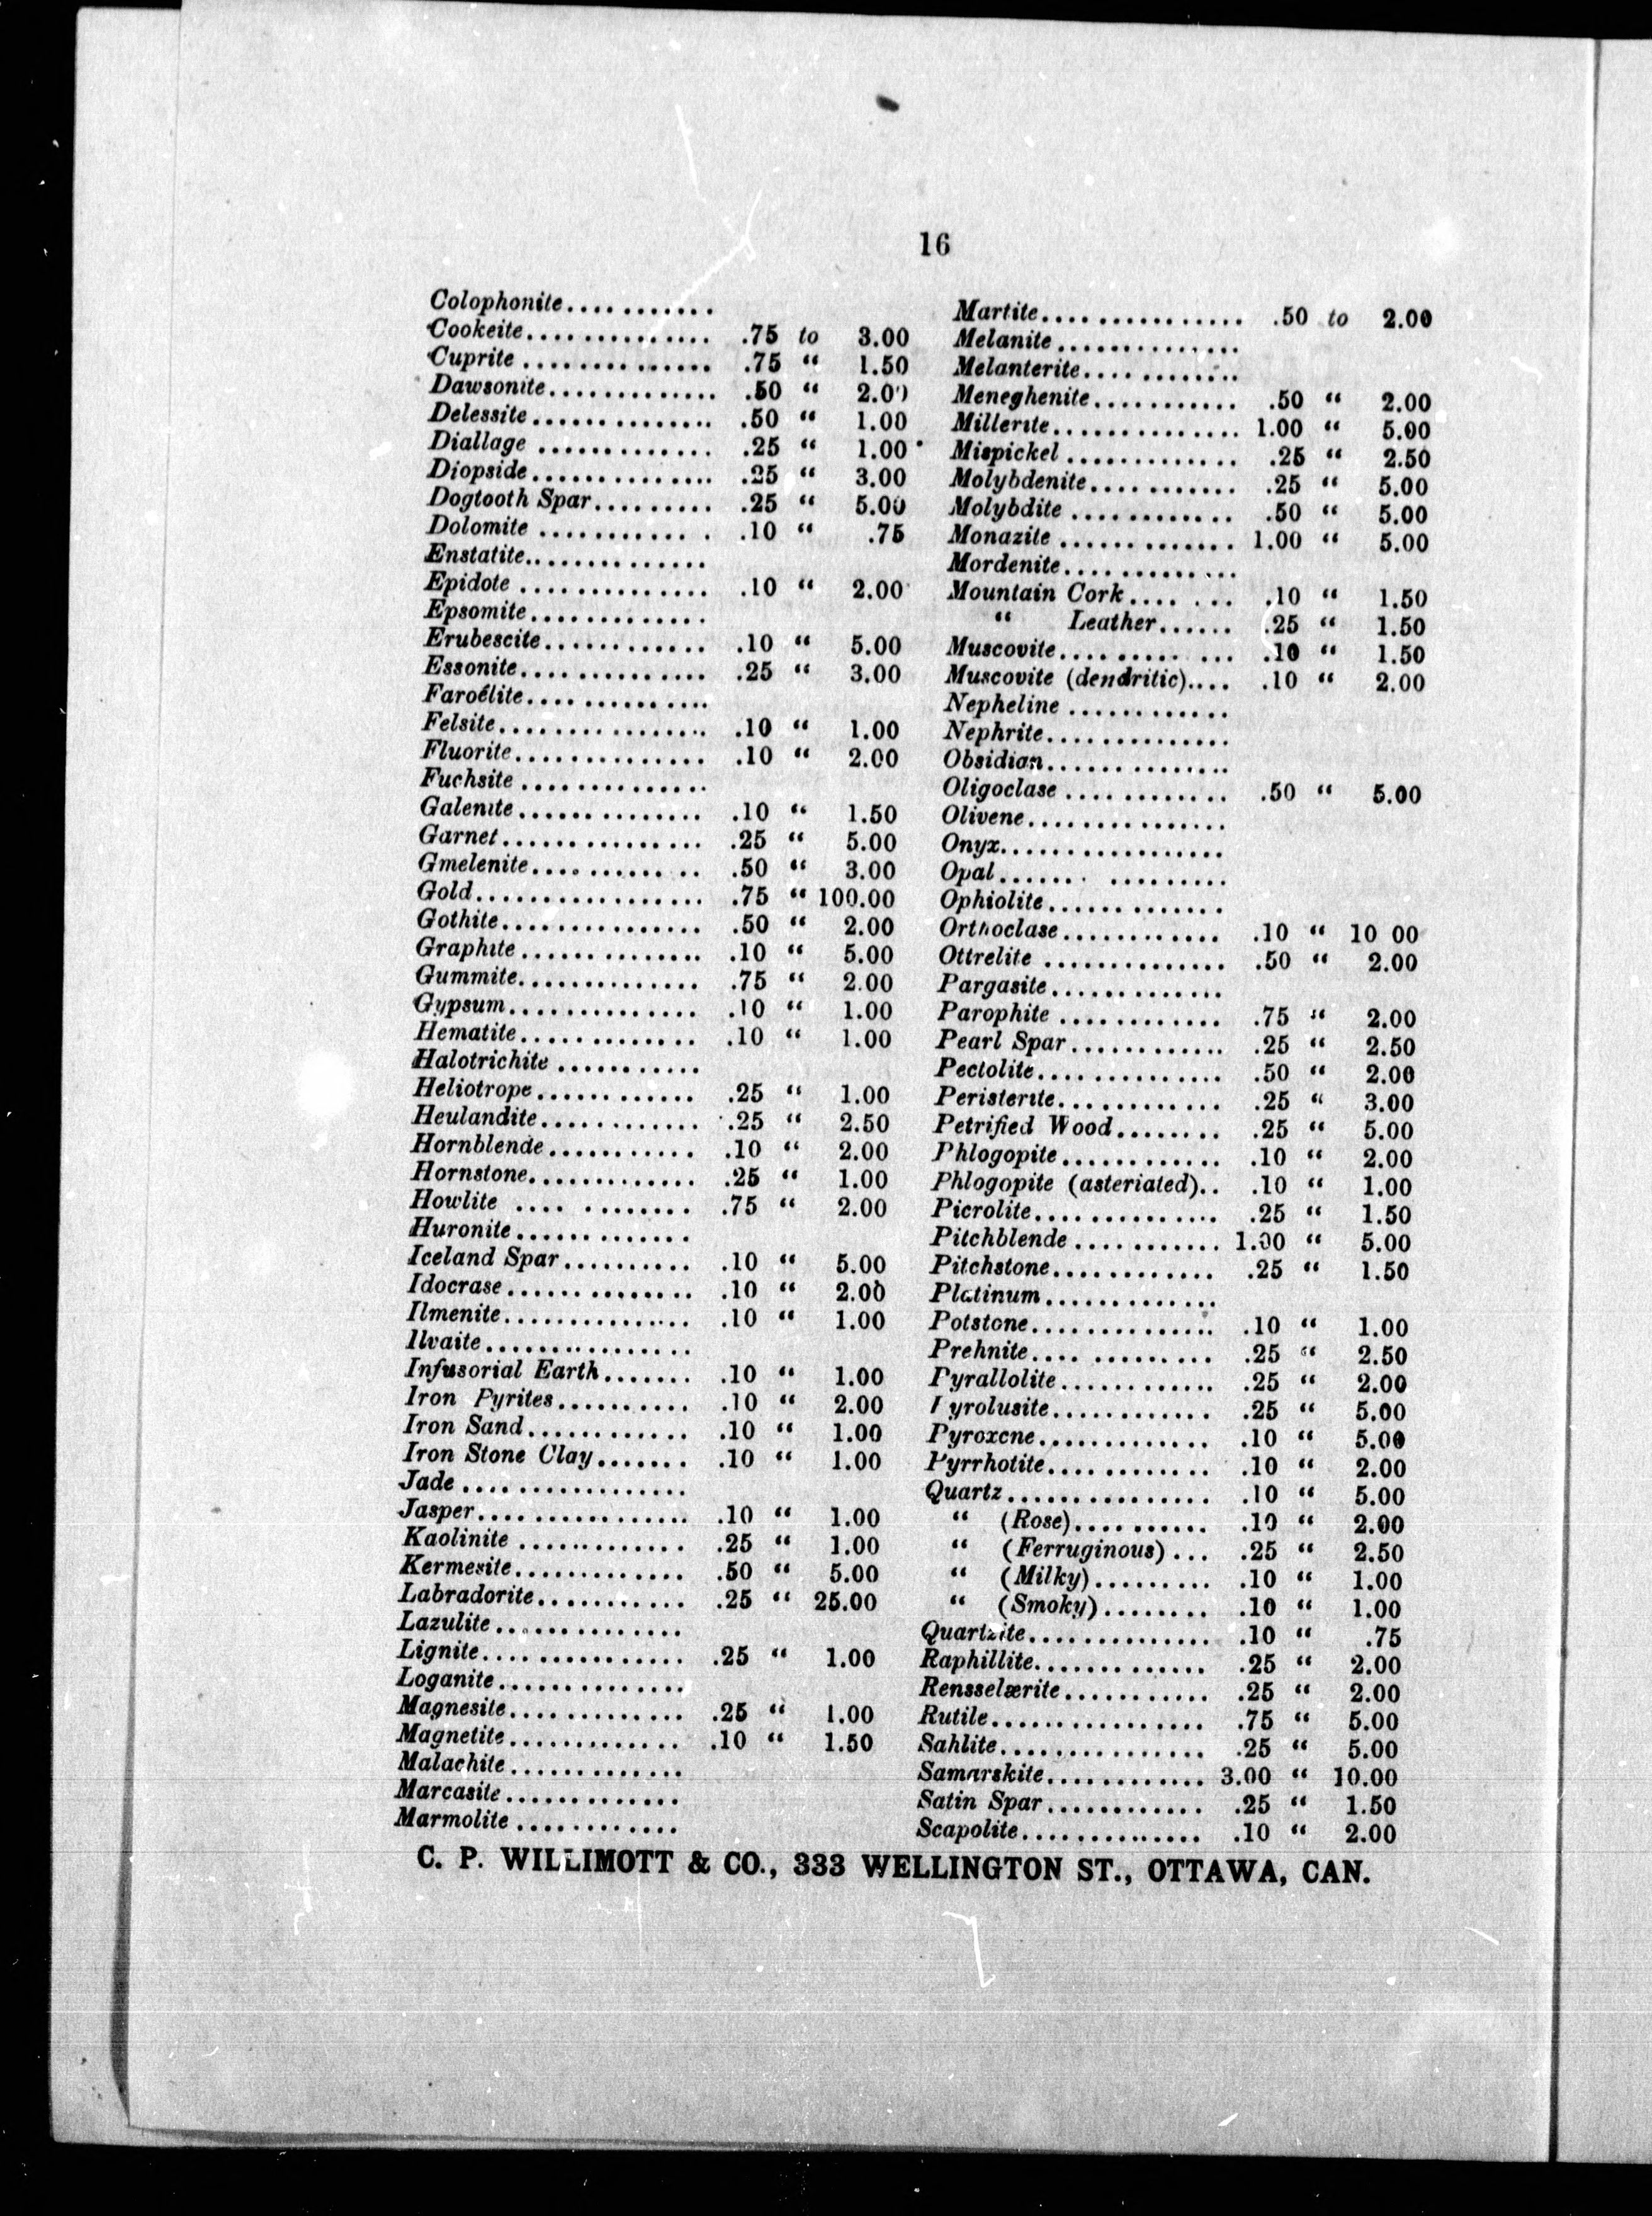 16
Colophonite...........
Cookeite.............. .75 to 3.00
Cuprite .............. .75 “ 1.50
Dawsonite............. .50 “ 2.00
Delessite.............. .50 “ 1.00
Diallage ............. .25 “ 1.00
Diopside.............. .25 “ 3.00
Dogtooth Spar......... .25 “ 5.00
Dolomite ............ .10 “ .75
Enstatite..............
Epidote .............. .10 “ 2.00
Epsomite.............
Erubescite............ .10 “ 5.00
Essonite.............. .25 “ 3.00
Faroélite..............
Felsite................ .10 “ 1.00
Fluorite.............. .10 “ 2.00
Fuchsite ..............
Galenite.............. .10 “ 1.50
Garnet................ .25 “ 5.00
Gmelenite............. .50 “ 3.00
Gold.................. .75 “ 100.00
Gothite................ .50 “ 2.00
Graphite.............. .10 “ 5.00
Gummite.............. .75 “ 2.00
Gypsum............... .10 “ 1.00
Hematite............. .10 “ 1.00
Halotrichite ...........
Heliotrope............ .25 “ 1.00
Heulandite............ .25 “ 2.50
Hornblende........... .10 “ 2.00
Hornstone............. .25 “ 1.00
Howlite .... ........ .75 “ 2.00
Huronite.............
Iceland Spar.......... .10 “ 5.00
Idocrase.............. .10 “ 2.00
Ilmenite............... .10 “ 1.00
Ilvaite................
Infusorial Earth....... .10 “ 1.00
Iron Pyrites.......... .10 “ 2.00
Iron Sand............ .10 “ 1.00
Iron Stone Clay....... .10 “ 1.00
Jade .................
Jasper................ .10 “ 1.00
Kaolinite ............. .25 “ 1.00
Kermesite............. .50 “ 5.00
Labradorite........... .25 “ 25.00
Lazulite..............
Lignite................ .25 “ 1.00
Loganite..............
Magnesite............. .25 “ 1.00
Magnetite............. .10 “ 1.50
Malachite.............
Marcasite.............
Marmolite ............
Martite................ .50 to 2.00
Melanite ..............
Melanterite............
Meneghenite........... .50 “ 2.00
Millerite.............. 1.00 “ 5.00
Mispickel ............. .25 “ 2.50
Molybdenite........... .25 “ 5.00
Molybdite ............ .50 “ 5.00
Monazite ............. 1.00 “ 5.00
Mordenite..............
Mountain Cork.... ... .10 “ 1.50
“ Leather...... .25 “ 1.50
Muscovite......... ... .10 “ 1.50
Muscovite (dendritic).... .10 “ 2.00
Nepheline ............
Nephrite..............
Obsidian..............
Oligoclase ............ .50 “ 5.00
Olivene...............
Onyx.................
Opal...... .........
Ophiolite.............
Orthoclase............ .10 “ 10 00
Ottrelite .............. .50 “ 2.00
Pargasite.............
Parophite ............ .75 “ 2.00
Pearl Spar............ .25 “ 2.50
Pectolite.............. .50 “ 2.00
Peristerite............. .25 “ 3.00
Petrified Wood........ .25 “ 5.00
Phlogopite............ .10 “ 2.00
Phlogopite (asteriated).. .10 “ 1.00
Picrolite.............. .25 “ 1.50
Pitchblende........... 1.00 “ 5.00
Pitchstone............. .25 “ 1.50
Platinum.............
Potstone.............. .10 “ 1.00
Prehnite.... ......... .25 “ 2.50
Pyrallolite............ .25 “ 2.00
Pyrolusite............ .25 “ 5.00
Pyroxene............. .10 “ 5.00
Pyrrhotite............. .10 “ 2.00
Quartz................ .10 “ 5.00
“ (Rose).......... .10 “ 2.00
“ (Ferruginous)... .25 “ 2.50
“ (Milky)......... .10 “ 1.00
“ (Smoky)........ .10 “ 1.00
Quartzite.............. .10 “ .75
Raphillite............. .25 “ 2.00
Rensselærite........... .25 “ 2.00
Rutile................ .75 “ 5.00
Sahlite............... .25 “ 5.00
Samarskite............ 3.00 “ 10.00
Satin Spar............ .25 “ 1.50
Scapolite.............. .10 “ 2.00
C. P. WILLIMOTT & CO., 333 WELLINGTON ST., OTTAWA, CAN.